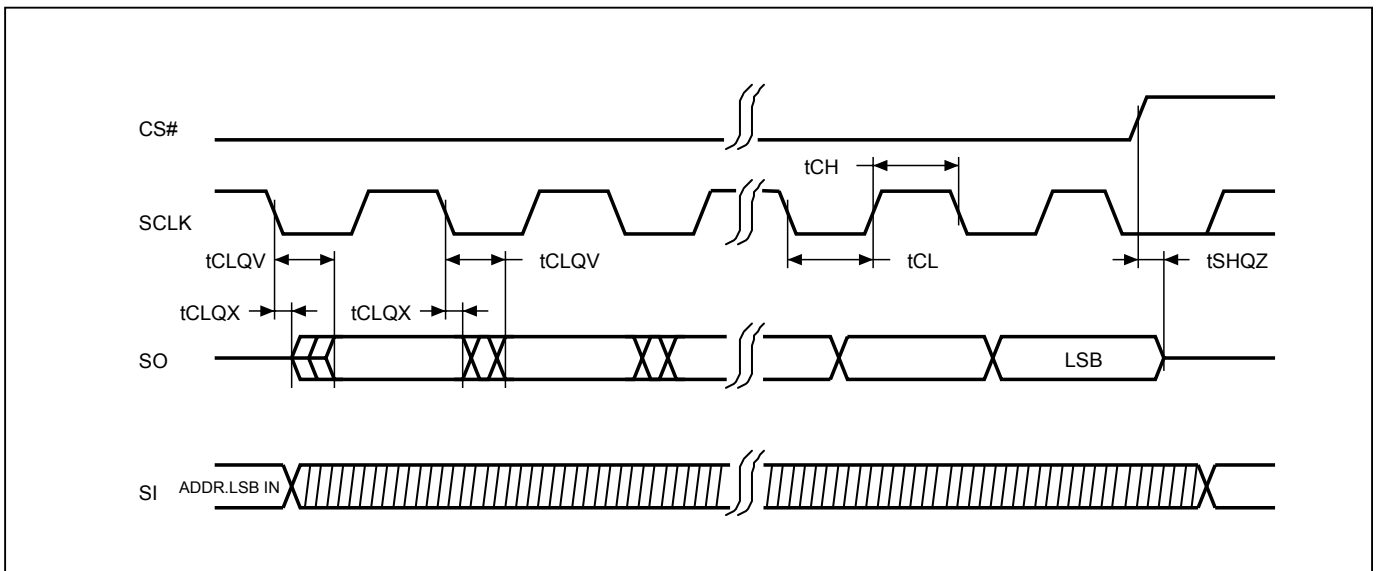 CS#
tCH
SCLK
tCLQV
tCLQV
tCL
tSHQZ
tCLQX
tCLQX
SO
LSB
SI
ADDR.LSB IN